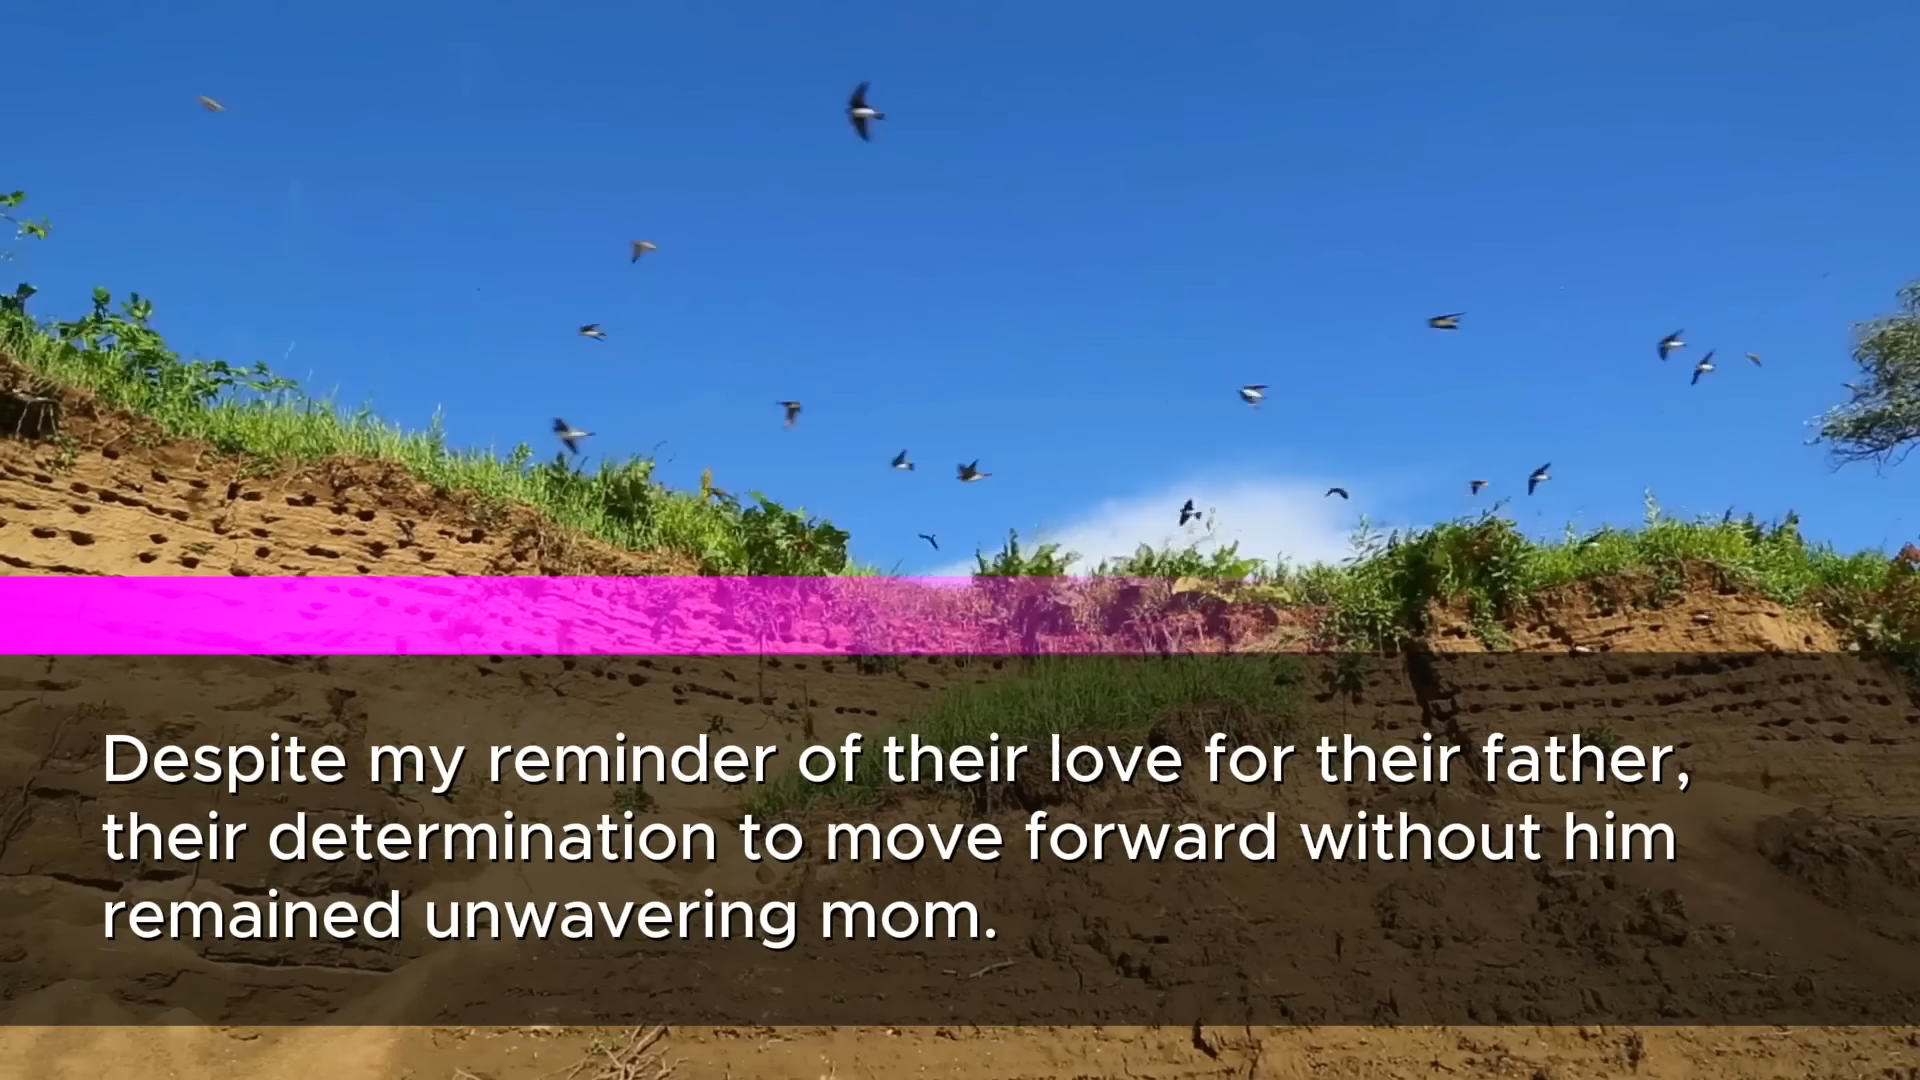 Despite my reminder of their love for their father,
their determination to move forward without him
remained unwavering mom.